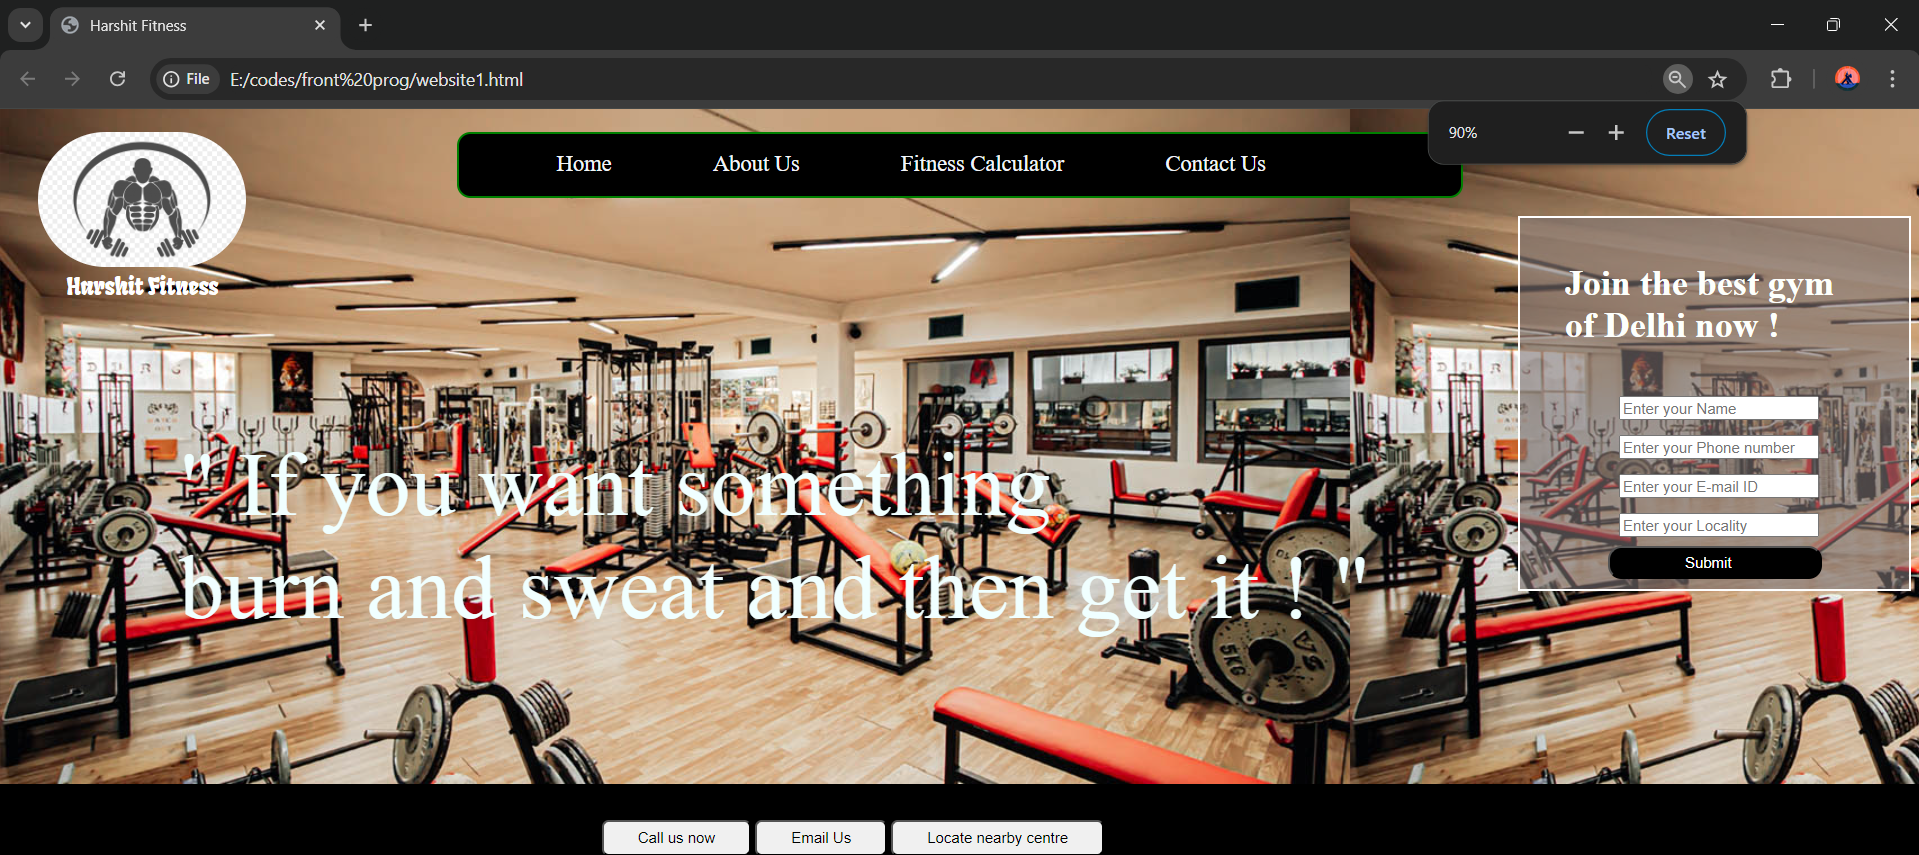 Harshit Fitness
File
E:/codes/front%20prog/website1.html
90%
Reset
Home
About Us
Fitness Calculator
Contact Us
Harshit Fitness
Join the best gym
of Delhi now !
Enter your Name
Enter your Phone number
Enter your E-mail ID
Enter your Locality
Submit
" If you want something
burn and sweat and then get it ! "
Call us now
Email Us
Locate nearby centre